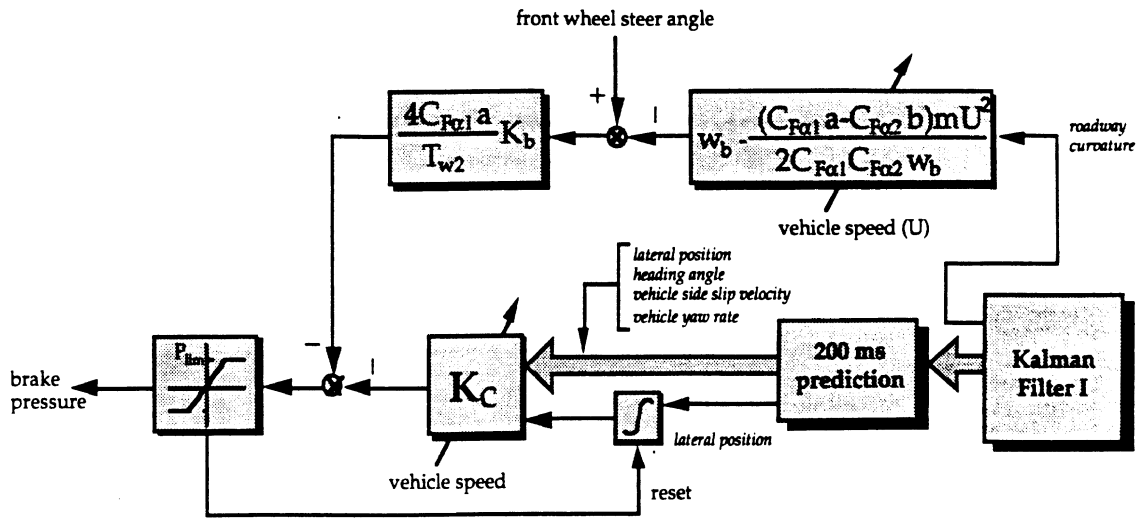 front wheel steer angle
+
−
4C_{Fα1} a / T_{w2} K_b
w_b - (C_{Fα1} a-C_{Fα2} b)mU^2 / 2C_{Fα1}C_{Fα2} w_b
roadway
curvature
vehicle speed (U)
lateral position
heading angle
vehicle side slip velocity
vehicle yaw rate
P_{lim}
brake
pressure
−
−
K_C
200 ms
prediction
Kalman
Filter I
∫
lateral position
vehicle speed
reset